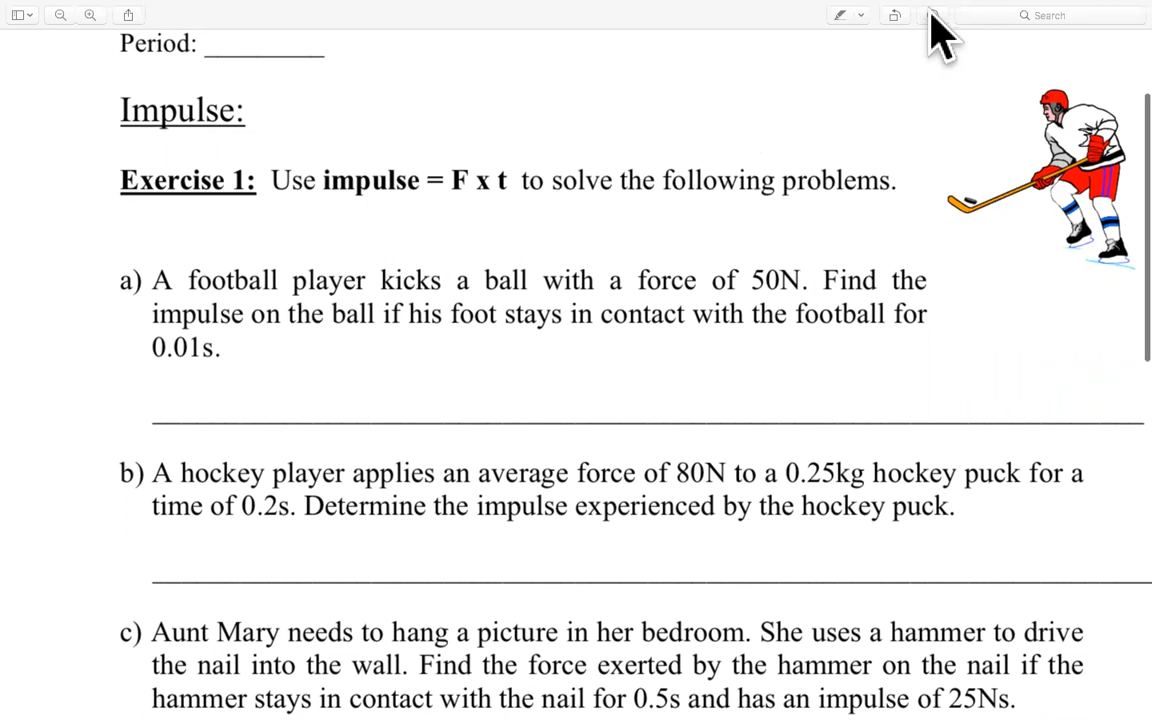 Search
Period: ________
Impulse:
Exercise 1: Use impulse = F x t to solve the following problems.
a) A football player kicks a ball with a force of 50N. Find the
impulse on the ball if his foot stays in contact with the football for
0.01s.
b) A hockey player applies an average force of 80N to a 0.25kg hockey puck for a
time of 0.2s. Determine the impulse experienced by the hockey puck.
c) Aunt Mary needs to hang a picture in her bedroom. She uses a hammer to drive
the nail into the wall. Find the force exerted by the hammer on the nail if the
hammer stays in contact with the nail for 0.5s and has an impulse of 25Ns.